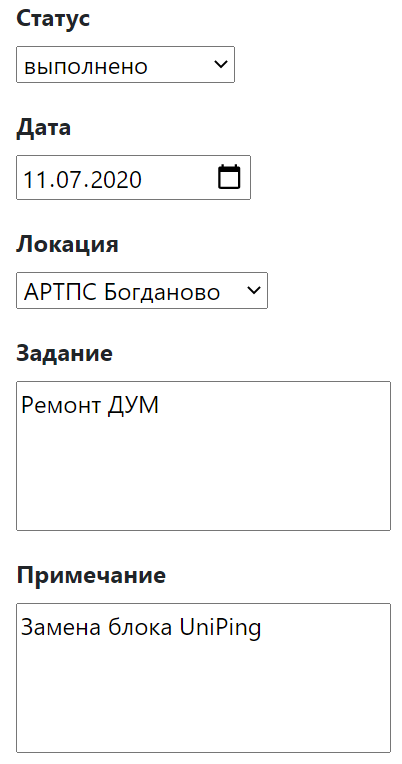 Статус
выполнено
Дата
11.07.2020
Локация
АРТПС Богданово
Задание
Ремонт ДУМ
Примечание
Замена блока UniPing